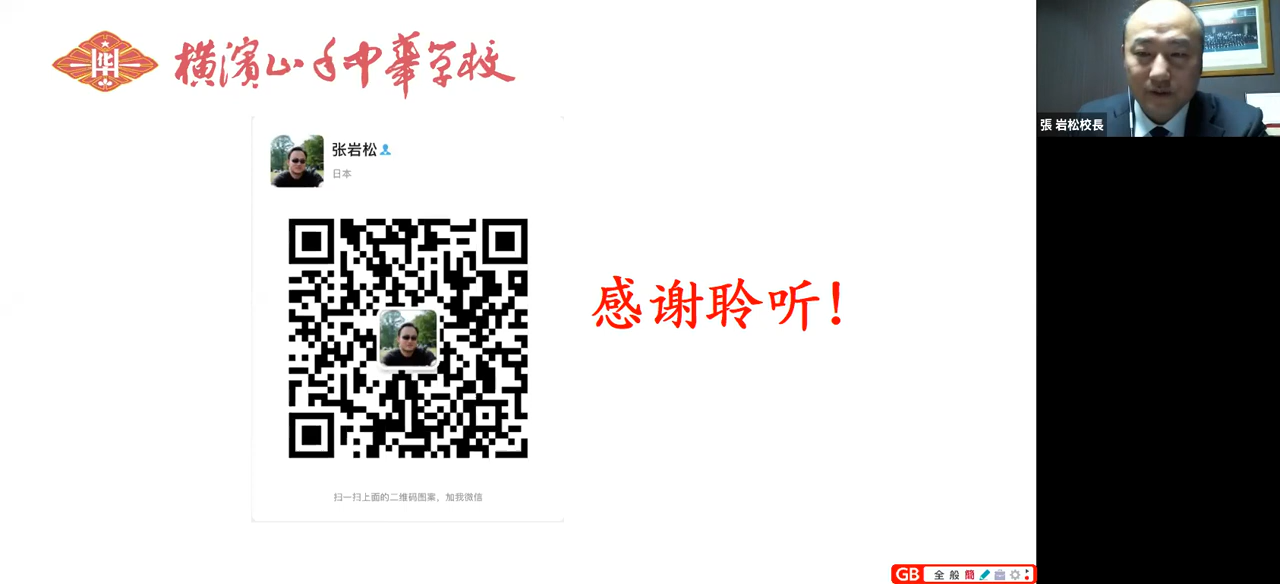 華
横濱山手中華学校
张岩松
日本
感谢聆听!
扫一扫上面的二维码图案，加我微信
張 岩松校長
GB 全 般 簡